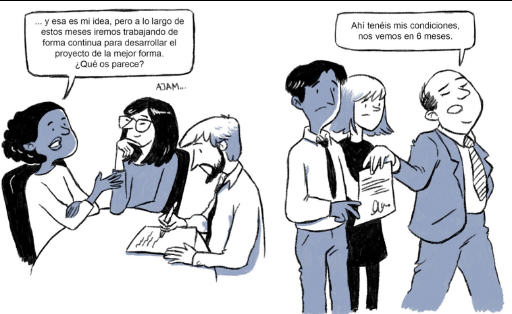 ... y esa es mi idea, pero a lo largo de
estos meses iremos trabajando de
forma continua para desarrollar el
proyecto de la mejor forma.
¿Qué os parece?
AJAM...
Ahí tenéis mis condiciones,
nos vemos en 6 meses.